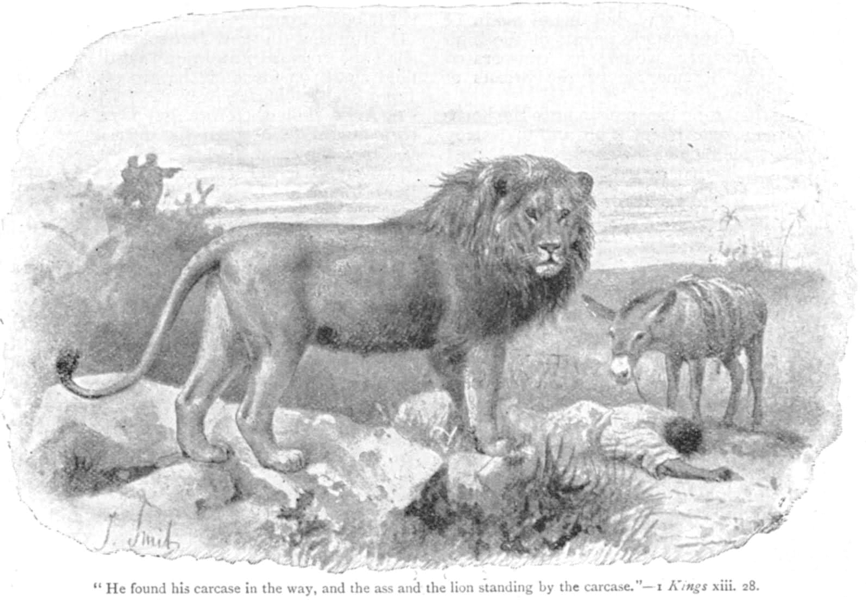 J. Smit
" He found his carcase in the way, and the ass and the lion standing by the carcase."—1 Kings xiii. 28.